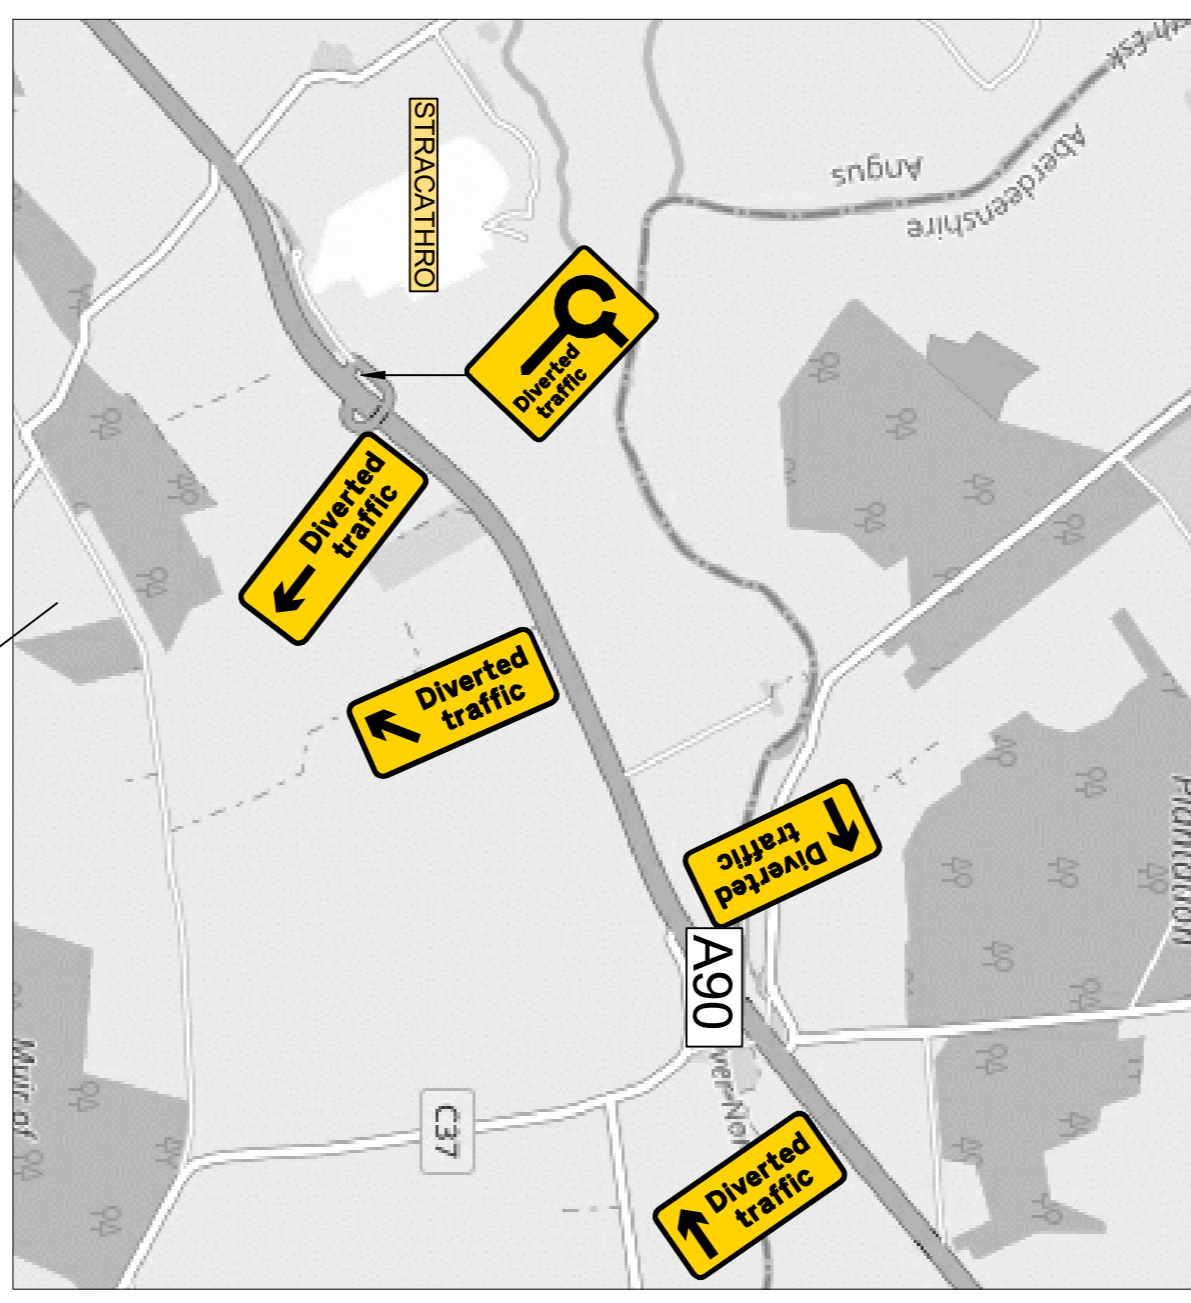 STRACATHRO
Angus
Aberdeenshire
Diverted
traffic
Diverted
traffic
Diverted
traffic
Diverted
traffic
A90
Plantation
C37
Muir of
Diverted
traffic